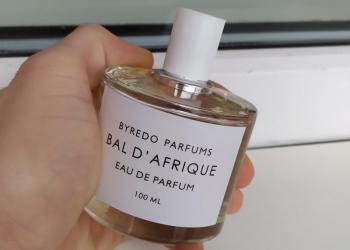 BYREDO PARFUMS
BAL D'AFRIQUE
EAU DE PARFUM
100 ML